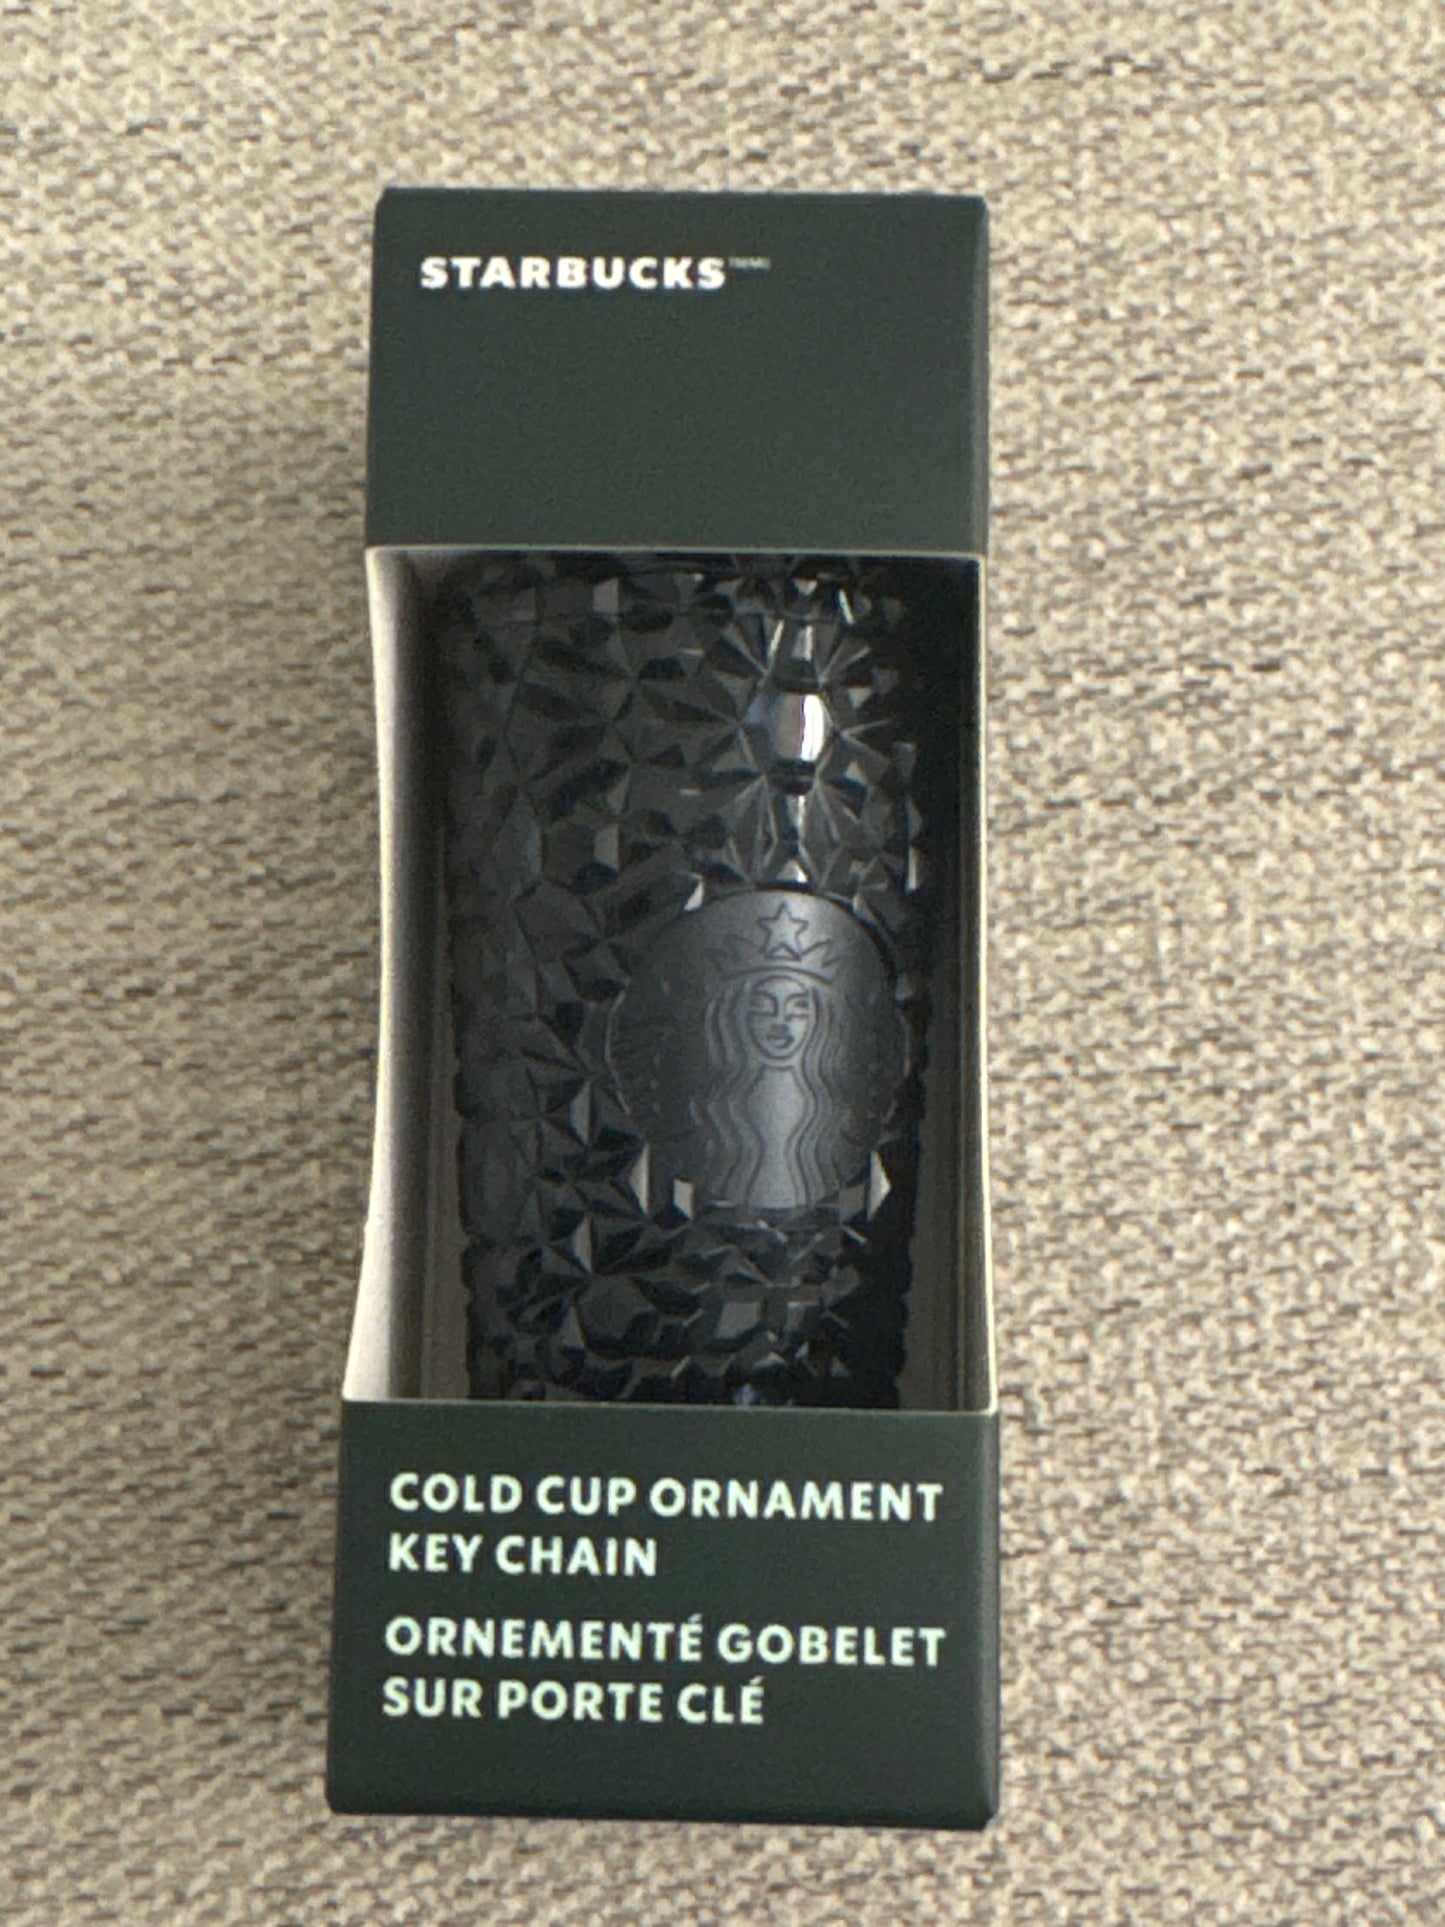 STARBUCKS
COLD CUP ORNAMENT
KEY CHAIN
ORNEMENTÉ GOBELET
SUR PORTE CLÉ